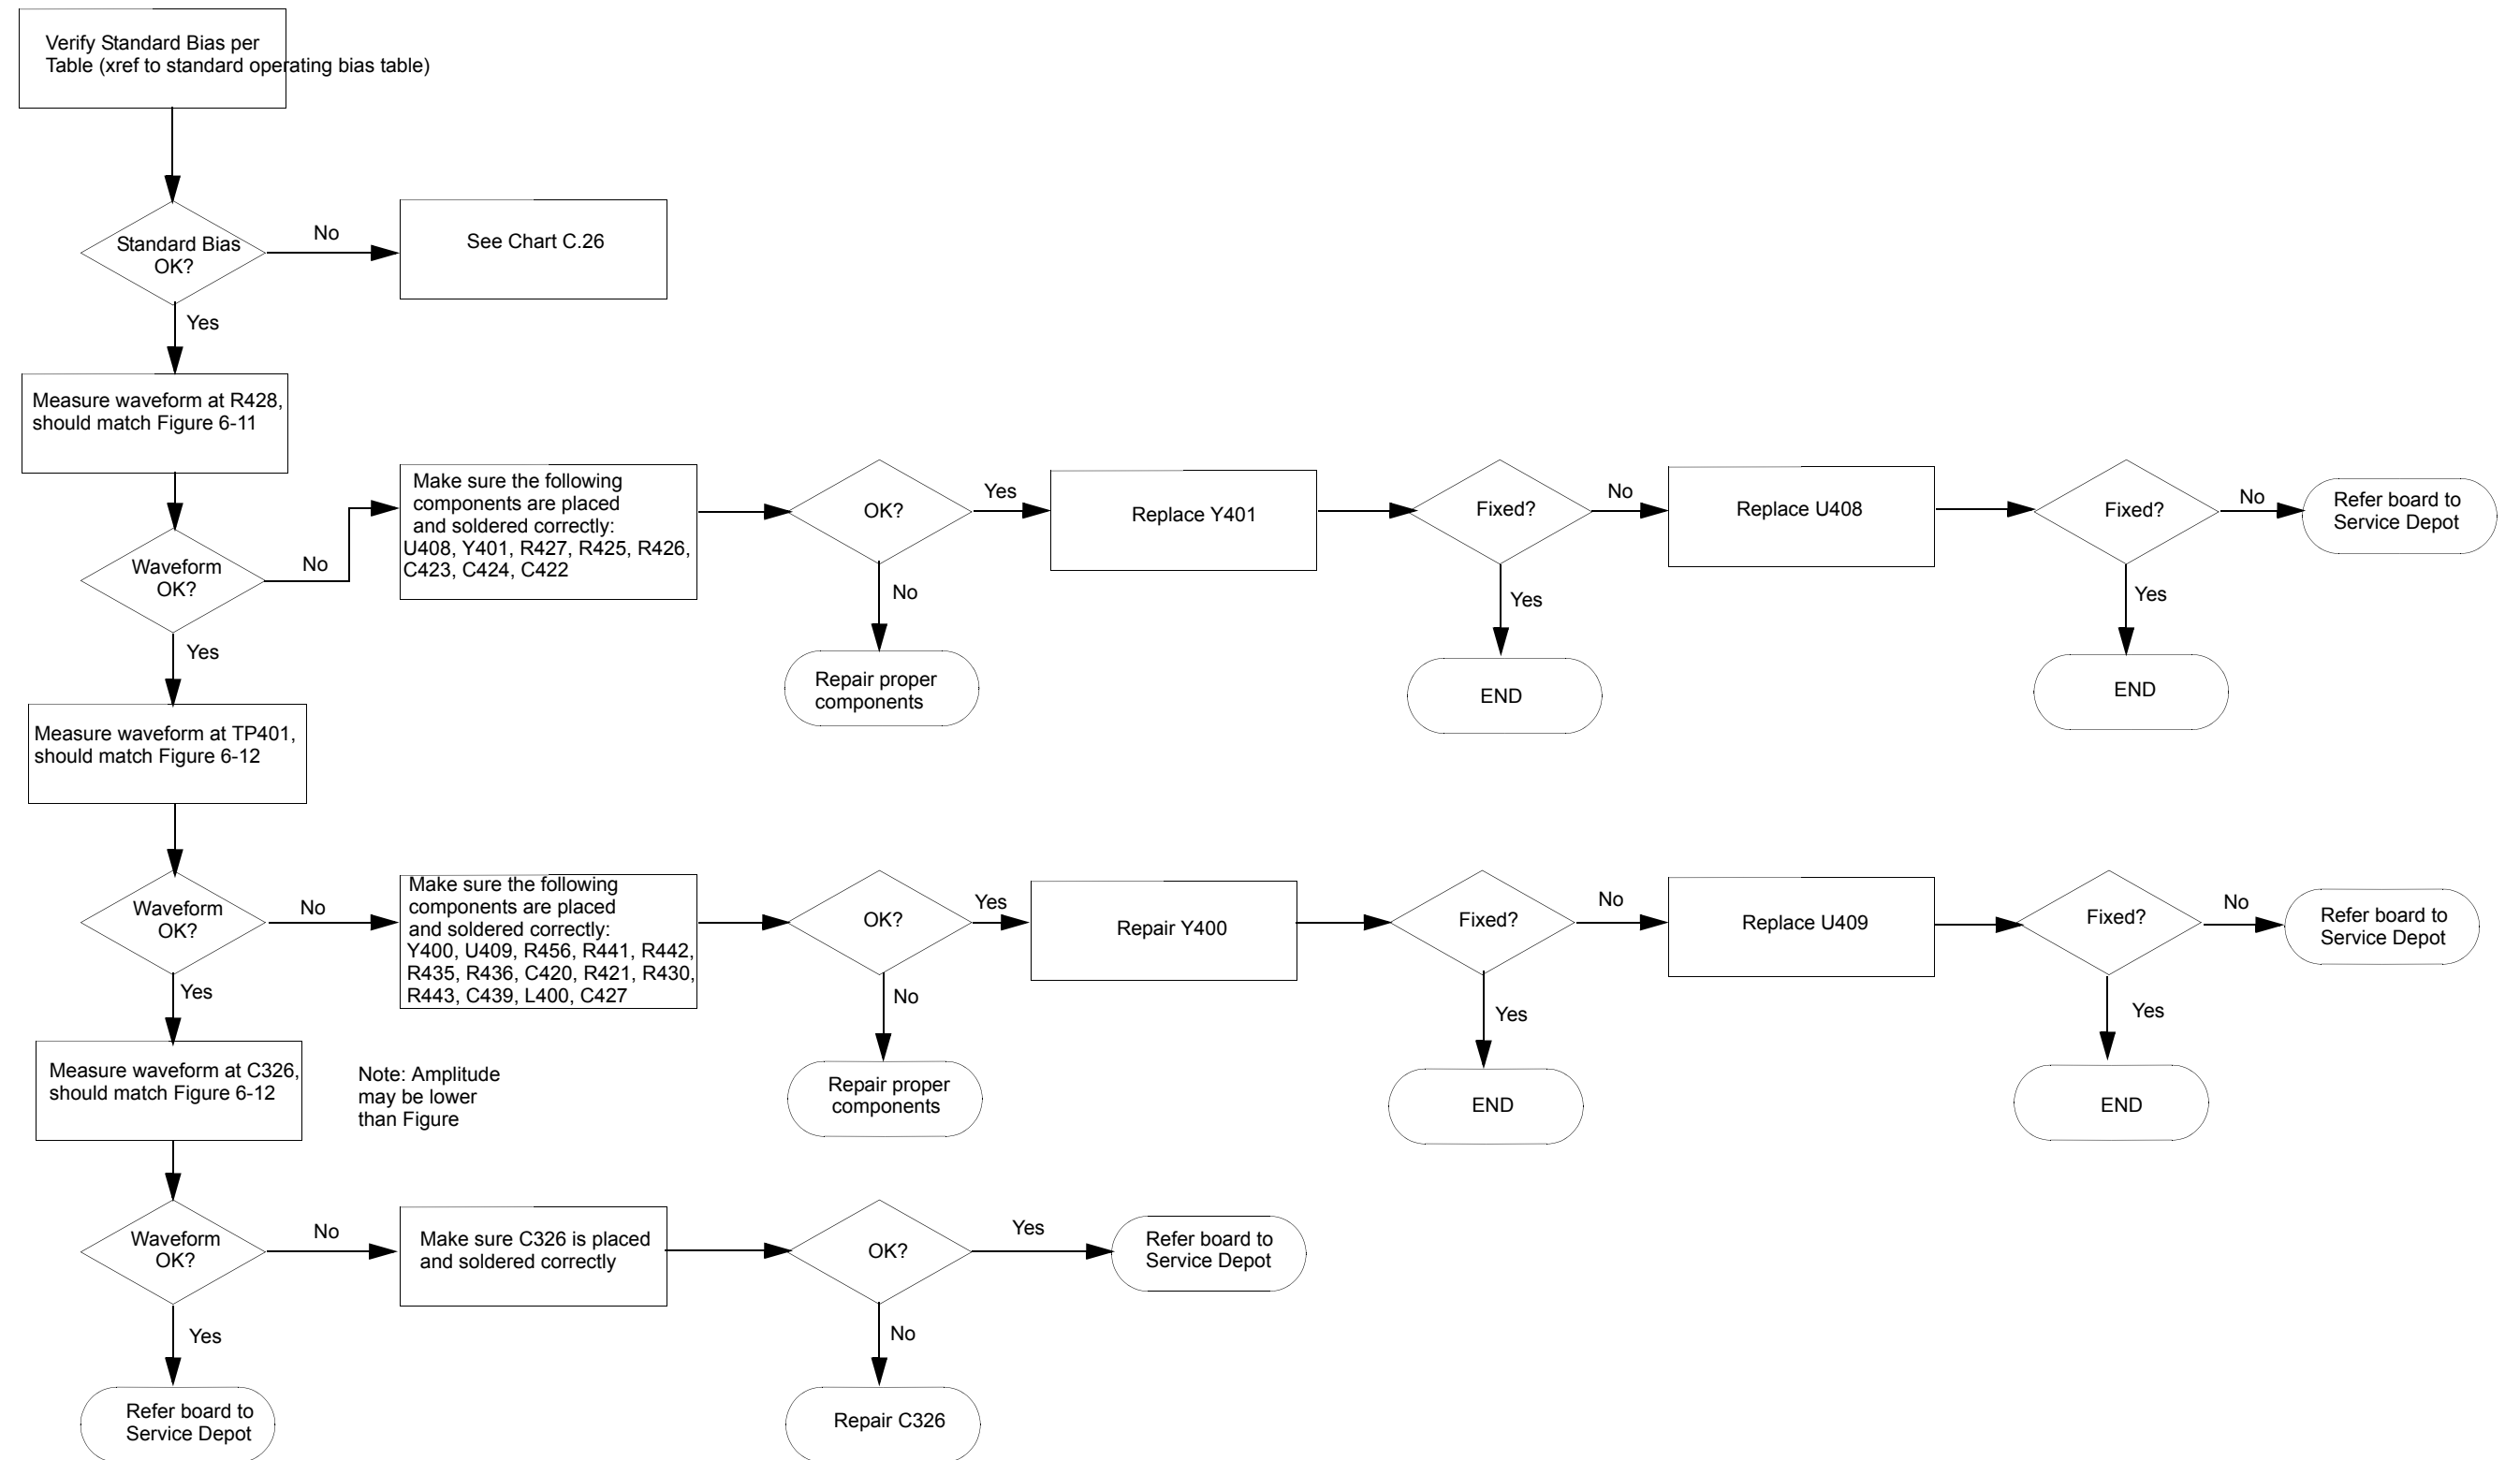 Verify Standard Bias per
Table (xref to standard operating bias table)
Standard Bias
OK?
No
See Chart C.26
Yes
Measure waveform at R428,
should match Figure 6-11
Waveform
OK?
No
Make sure the following
components are placed
and soldered correctly:
U408, Y401, R427, R425, R426,
C423, C424, C422
OK?
Yes
Replace Y401
Fixed?
No
Replace U408
Fixed?
No
Refer board to
Service Depot
No
Repair proper
components
Yes
END
Yes
END
Yes
Measure waveform at TP401,
should match Figure 6-12
Waveform
OK?
No
Make sure the following
components are placed
and soldered correctly:
Y400, U409, R456, R441, R442,
R435, R436, C420, R421, R430,
R443, C439, L400, C427
OK?
Yes
Repair Y400
Fixed?
No
Replace U409
Fixed?
No
Refer board to
Service Depot
No
Repair proper
components
Yes
END
Yes
END
Yes
Measure waveform at C326,
should match Figure 6-12
Note: Amplitude
may be lower
than Figure
Waveform
OK?
No
Make sure C326 is placed
and soldered correctly
OK?
Yes
Refer board to
Service Depot
No
Repair C326
Yes
Refer board to
Service Depot